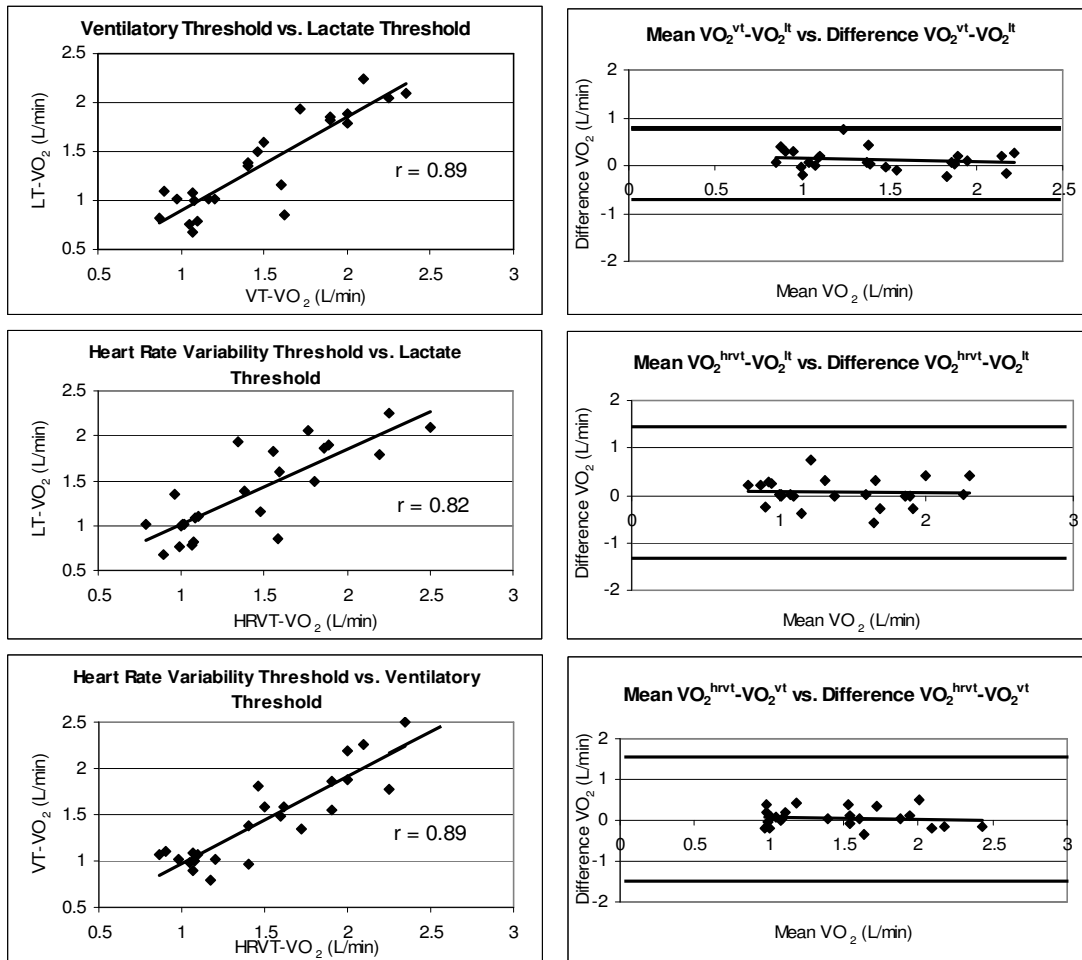 Ventilatory Threshold vs. Lactate Threshold
LT-VO2 (L/min)
2.5
2
1.5
1
0.5
r = 0.89
0.5 1 1.5 2 2.5 3
VT-VO2 (L/min)
Mean VO2vt-VO2lt vs. Difference VO2vt-VO2lt
Difference VO2 (L/min)
2
1
0
-1
-2
0 0.5 1 1.5 2 2.5
Mean VO2 (L/min)
Heart Rate Variability Threshold vs. Lactate
Threshold
LT-VO2 (L/min)
2.5
2
1.5
1
0.5
r = 0.82
0.5 1 1.5 2 2.5 3
HRVT-VO2 (L/min)
Mean VO2hrvt-VO2lt vs. Difference VO2hrvt-VO2lt
Difference VO2 (L/min)
2
1
0
-1
-2
0 1 2 3
Mean VO2 (L/min)
Heart Rate Variability Threshold vs. Ventilatory
Threshold
VT-VO2 (L/min)
2.5
2
1.5
1
0.5
r = 0.89
0.5 1 1.5 2 2.5 3
HRVT-VO2 (L/min)
Mean VO2hrvt-VO2vt vs. Difference VO2hrvt-VO2vt
Difference VO2 (L/min)
2
1
0
-1
-2
0 0.5 1 1.5 2 2.5 3
Mean VO2 (L/min)